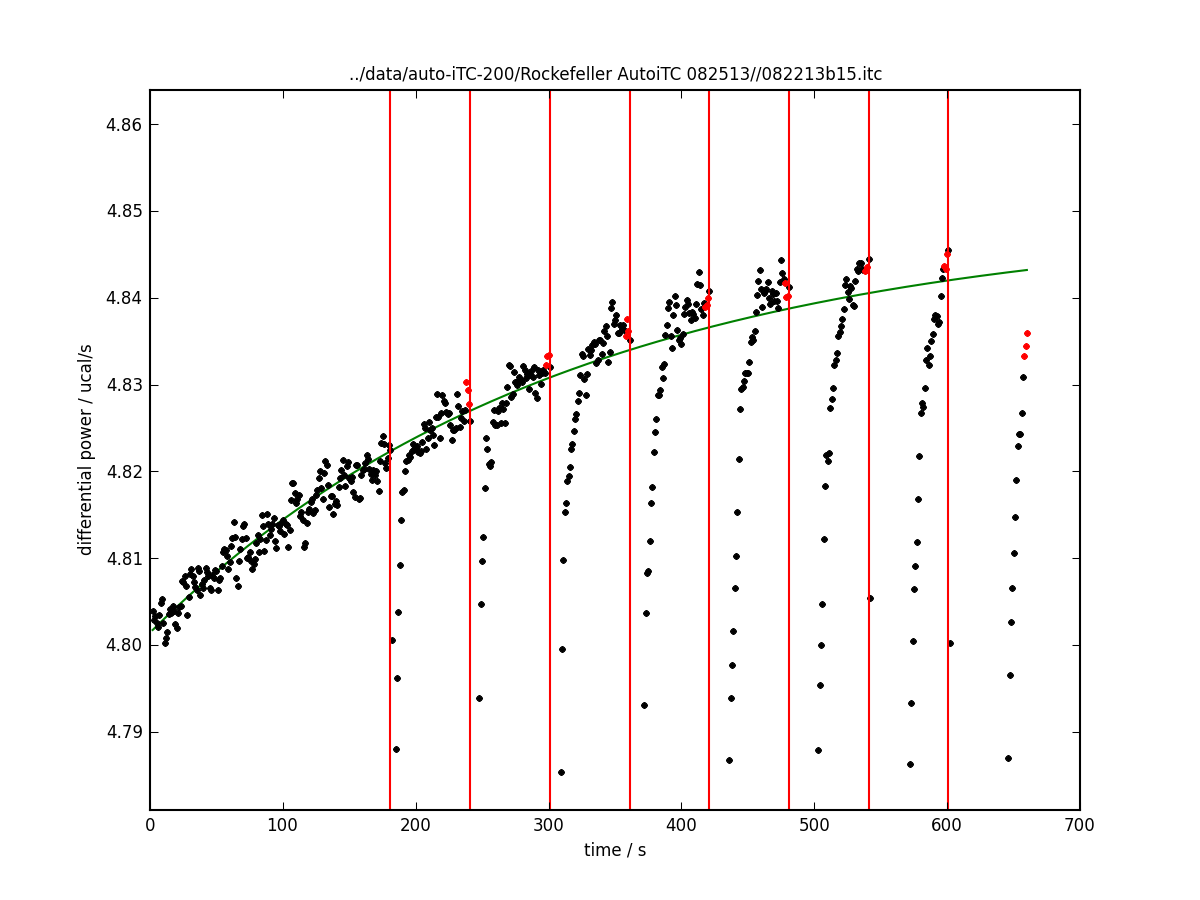 ../data/auto-iTC-200/Rockefeller AutoiTC 082513//082213b15.itc
differential power / ucal/s
4.86
4.85
4.84
4.83
4.82
4.81
4.80
4.79
0 100 200 300 400 500 600 700
time / s